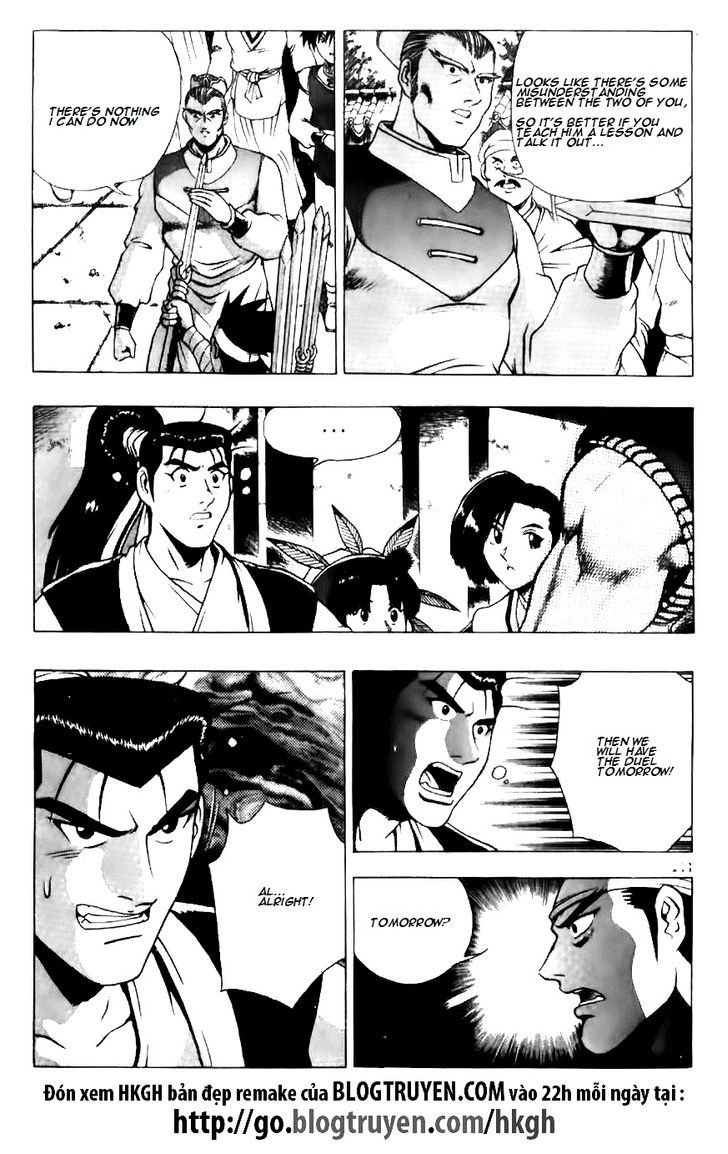 THERE'S NOTHING
I CAN DO NOW
LOOKS LIKE THERE'S SOME
MISUNDERSTANDING
BETWEEN THE TWO OF YOU,
SO IT'S BETTER IF YOU
TEACH HIM A LESSON AND
TALK IT OUT...
...
THEN WE
WILL HAVE
THE DUEL
TOMORROW!
AL...
ALRIGHT!
TOMORROW?
Đón xem HKGH bản đẹp remake của BLOGTRUYEN.COM vào 22h mỗi ngày tại :
http://go.blogtruyen.com/hkgh